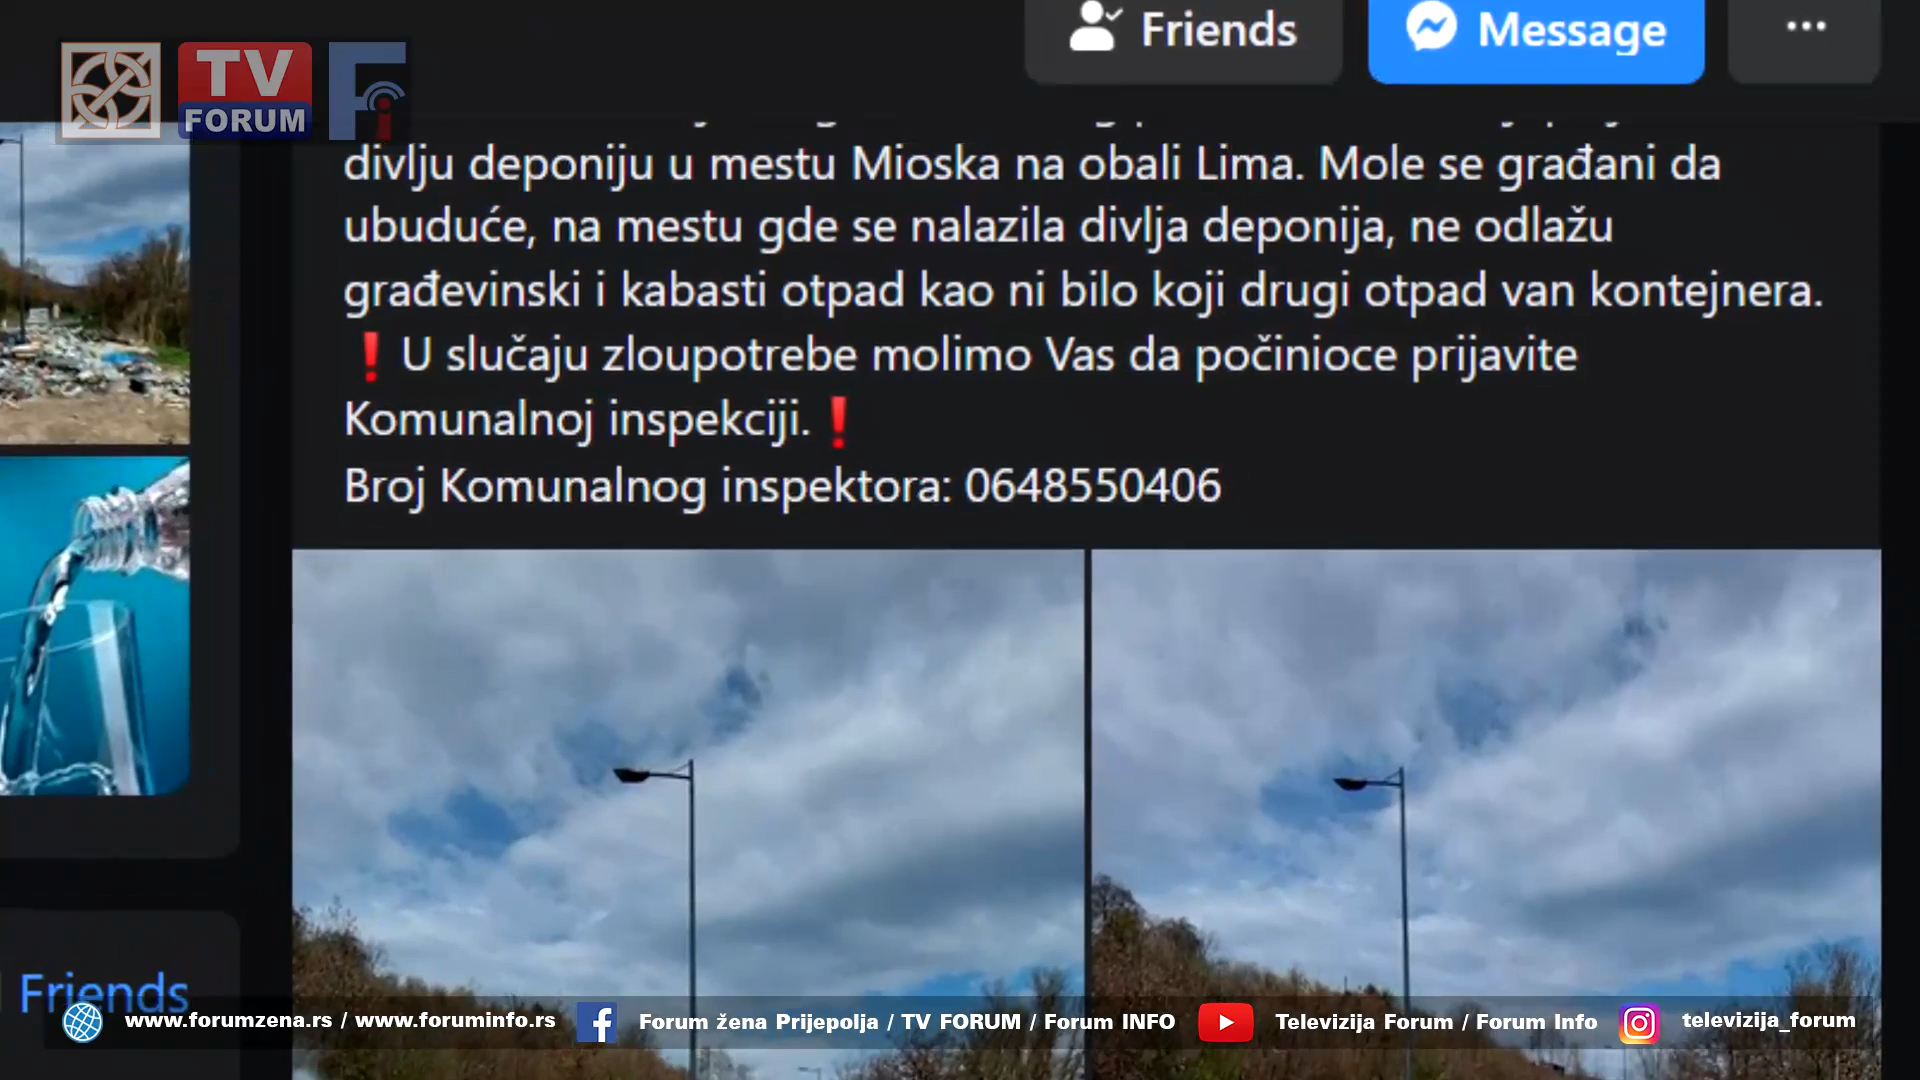 Friends
Message
TV
FORUM
Fi
divlju deponiju u mestu Mioska na obali Lima. Mole se građani da
ubuduće, na mestu gde se nalazila divlja deponija, ne odlažu
građevinski i kabasti otpad kao ni bilo koji drugi otpad van kontejnera.
❗U slučaju zloupotrebe molimo Vas da počinioce prijavite
Komunalnoj inspekciji.❗
Broj Komunalnog inspektora: 0648550406
Friends
www.forumzena.rs / www.foruminfo.rs
Forum žena Prijepolja / TV FORUM / Forum INFO
Televizija Forum / Forum Info
televizija_forum